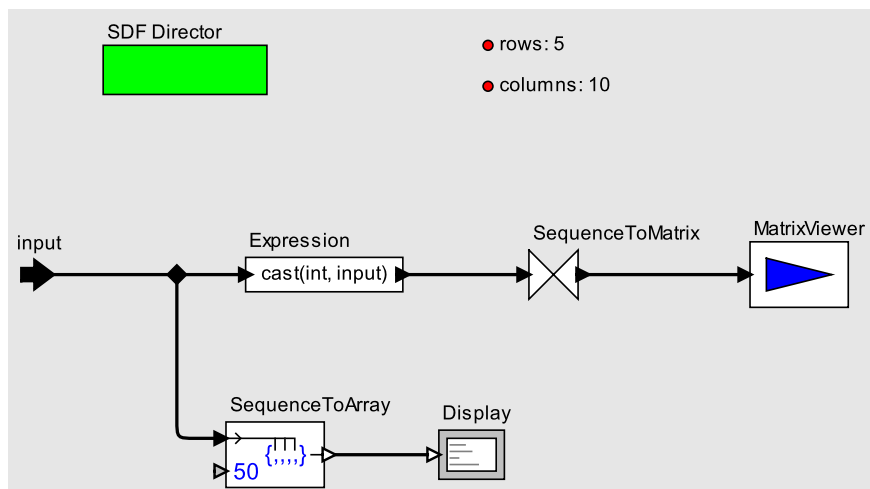 SDF Director
rows: 5
columns: 10
input
Expression
cast(int, input)
SequenceToMatrix
MatrixViewer
SequenceToArray
{,,,,}
50
Display